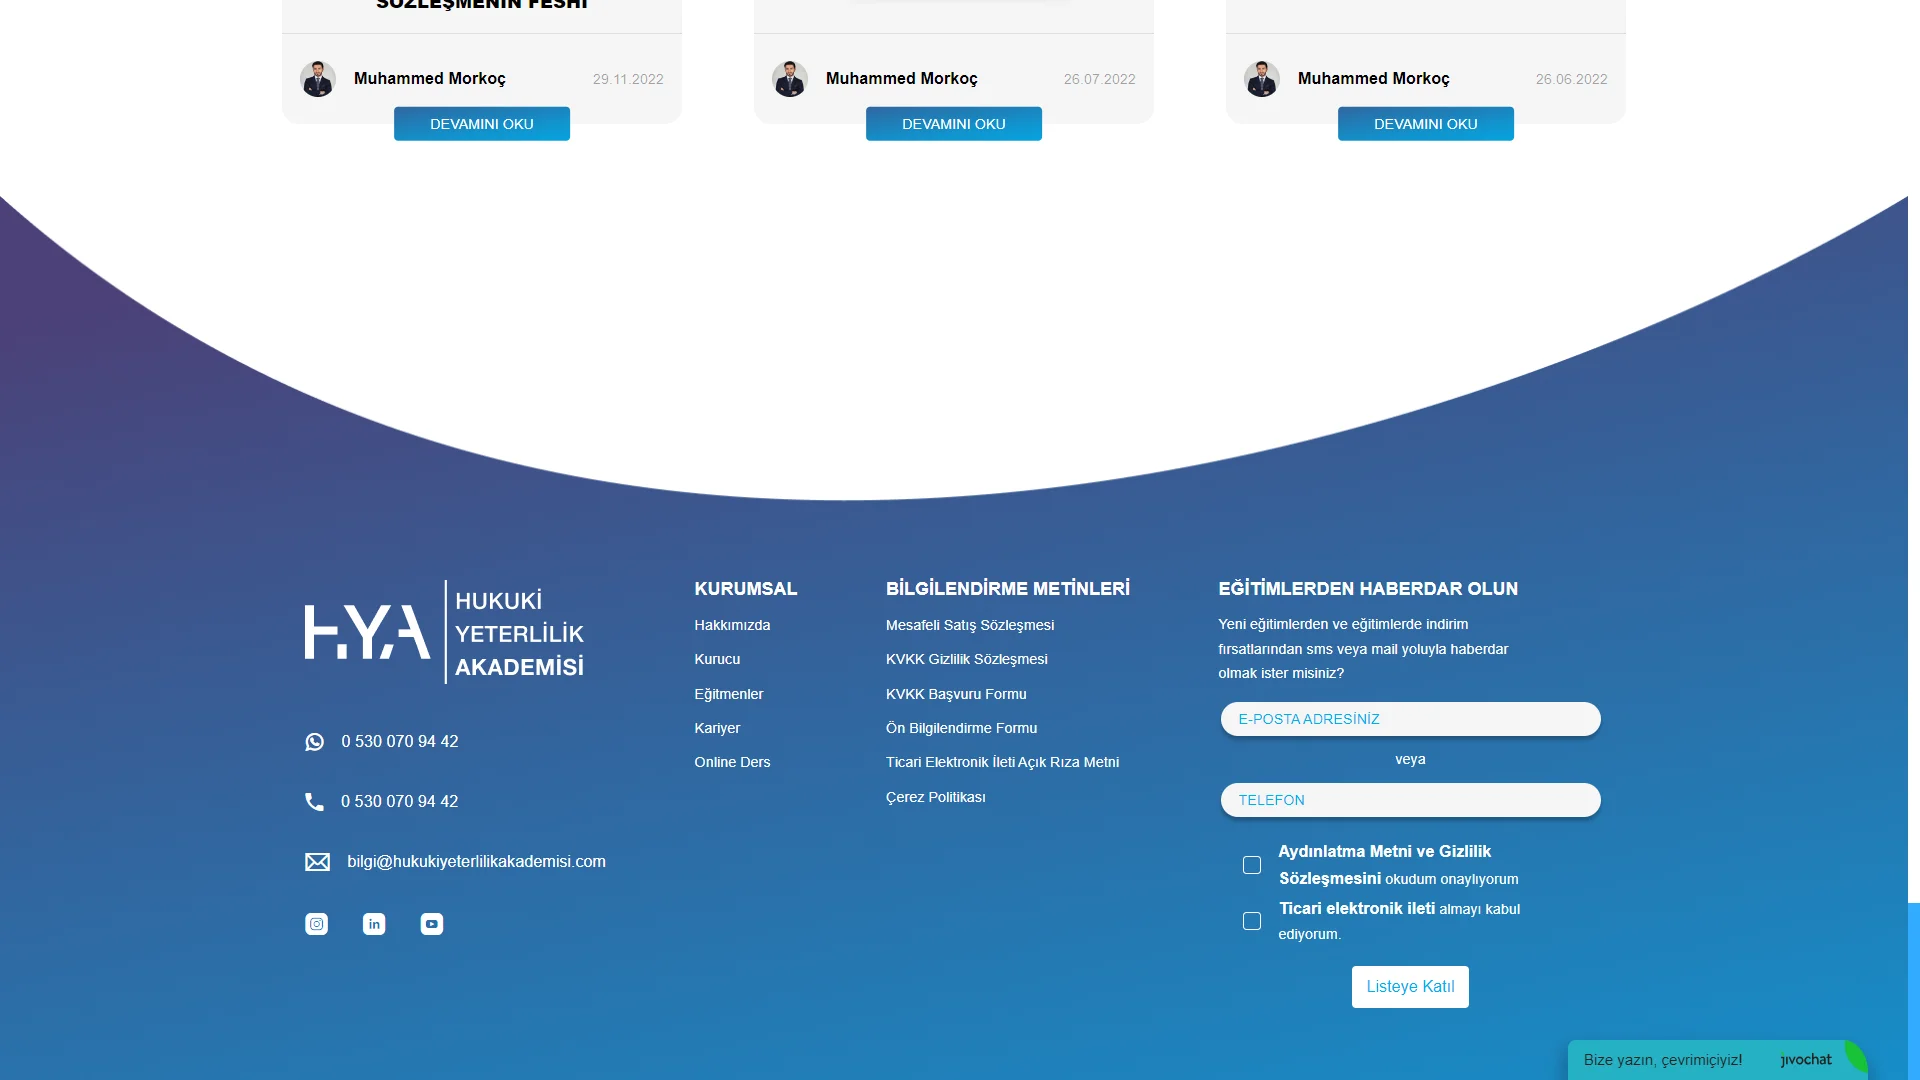 SÖZLEŞMENİN FESHİ
Muhammed Morkoç
29.11.2022
DEVAMINI OKU
Muhammed Morkoç
26.07.2022
DEVAMINI OKU
Muhammed Morkoç
26.06.2022
DEVAMINI OKU
HYA
HUKUKİ
YETERLİLİK
AKADEMİSİ
0 530 070 94 42
0 530 070 94 42
bilgi@hukukiyeterlilikakademisi.com
in
KURUMSAL
Hakkımızda
Kurucu
Eğitmenler
Kariyer
Online Ders
BİLGİLENDİRME METİNLERİ
Mesafeli Satış Sözleşmesi
KVKK Gizlilik Sözleşmesi
KVKK Başvuru Formu
Ön Bilgilendirme Formu
Ticari Elektronik İleti Açık Rıza Metni
Çerez Politikası
EĞİTİMLERDEN HABERDAR OLUN
Yeni eğitimlerden ve eğitimlerde indirim
fırsatlarından sms veya mail yoluyla haberdar
olmak ister misiniz?
E-POSTA ADRESİNİZ
veya
TELEFON
Aydınlatma Metni ve Gizlilik
Sözleşmesini okudum onaylıyorum
Ticari elektronik ileti almayı kabul
ediyorum.
Listeye Katıl
Bize yazın, çevrimiçiyiz!
jivochat